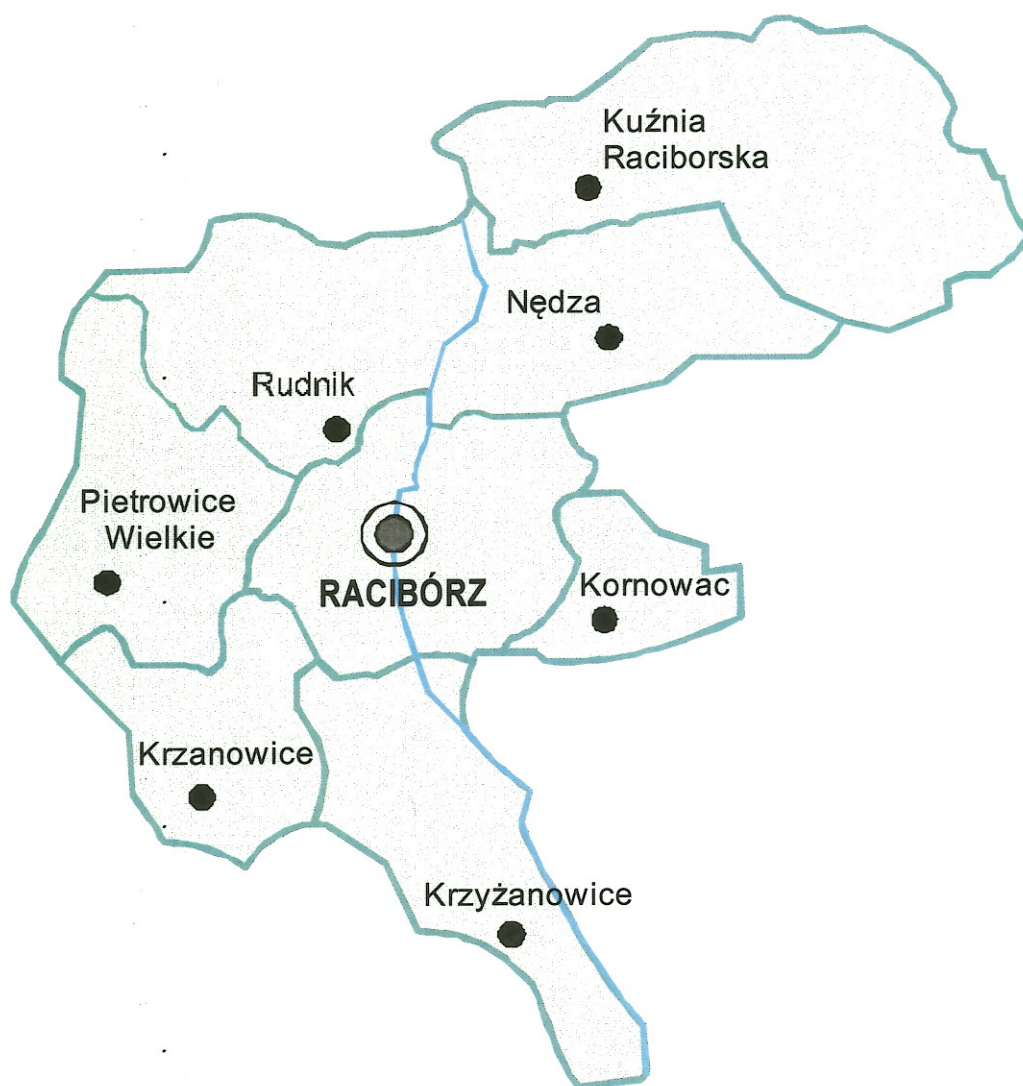 Kuźnia
Raciborska
Nędza
Rudnik
Pietrowice
Wielkie
RACIBÓRZ
Kornowac
Krzanowice
Krzyżanowice